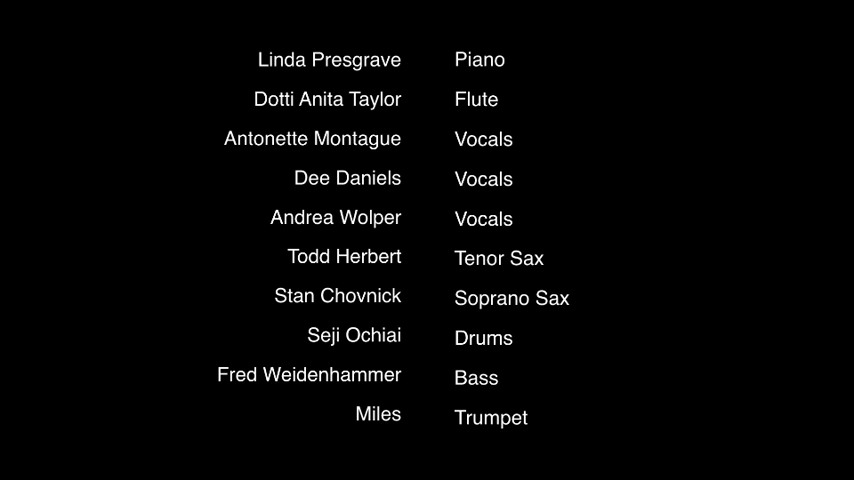 Linda Presgrave Piano
Dotti Anita Taylor Flute
Antonette Montague Vocals
Dee Daniels Vocals
Andrea Wolper Vocals
Todd Herbert Tenor Sax
Stan Chovnick Soprano Sax
Seji Ochiai Drums
Fred Weidenhammer Bass
Miles Trumpet